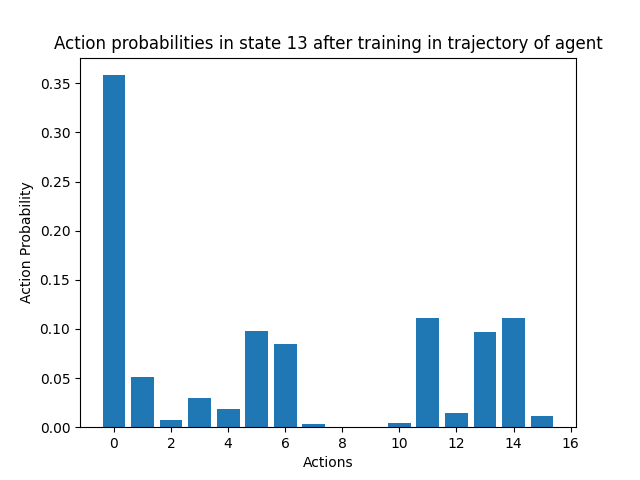 Action probabilities in state 13 after training in trajectory of agent
0.35
0.30
0.25
0.20
0.15
0.10
0.05
0.00
Action Probability
0 2 4 6 8 10 12 14 16
Actions